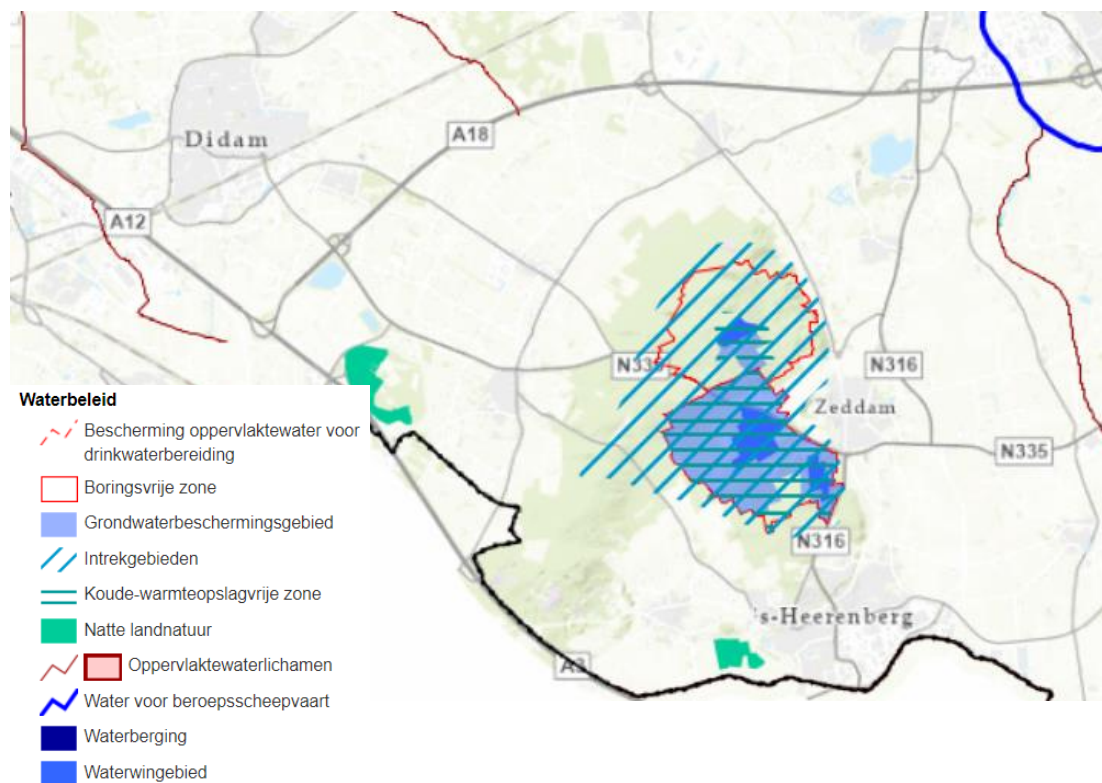 Didam
A18
A12
N335
N316
Zeddam
N335
N316
's-Heerenberg
A3
Waterbeleid
Bescherming oppervlaktewater voor
drinkwaterbereiding
Boringsvrije zone
Grondwaterbeschermingsgebied
Intrekgebieden
Koude-warmteopslagvrije zone
Natte landnatuur
Oppervlaktewaterlichamen
Water voor beroepsscheepvaart
Waterberging
Waterwingebied